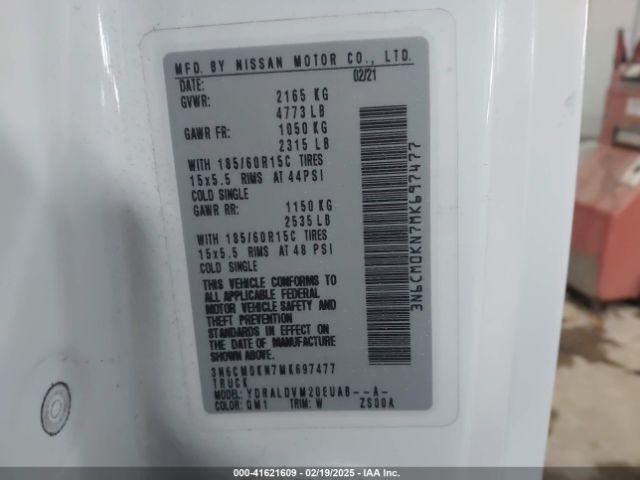 MFD. BY NISSAN MOTOR CO., LTD.
DATE: 02/21
GVWR: 2165 KG
4773 LB
GAWR FR: 1050 KG
2315 LB
WITH 185/60R15C TIRES
15x5.5 RIMS AT 44PSI
COLD SINGLE
GAWR RR: 1150 KG
2535 LB
WITH 185/60R15C TIRES
15x5.5 RIMS AT 48 PSI
COLD SINGLE
THIS VEHICLE CONFORMS TO
ALL APPLICABLE FEDERAL
MOTOR VEHICLE SAFETY AND
THEFT PREVENTION
STANDARDS IN EFFECT ON
THE DATE OF MANUFACTURE
SHOWN ABOVE.
3N6CM0KN7MK697477
TRUCK
MODEL: YDRALDVM20EUAB--A-
COLOR: QM1 TRIM: W ZS00A
3N6CM0KN7MK697477
000-41621609 - 02/19/2025 - IAA Inc.